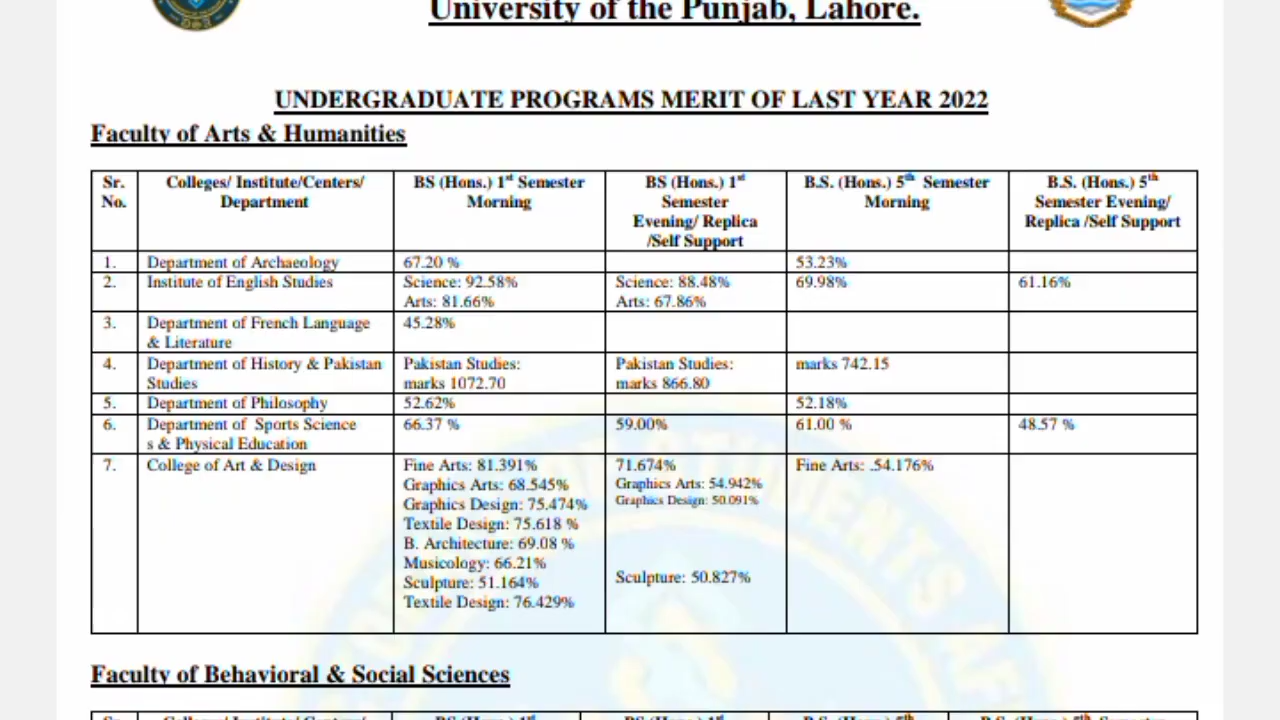 University of the Punjab, Lahore.
UNDERGRADUATE PROGRAMS MERIT OF LAST YEAR 2022
Faculty of Arts & Humanities
Sr. No. Colleges/ Institute/Centers/ Department BS (Hons.) 1st Semester Morning BS (Hons.) 1st Semester Evening/ Replica /Self Support B.S. (Hons.) 5th Semester Morning B.S. (Hons.) 5th Semester Evening/ Replica /Self Support
1. Department of Archaeology 67.20 % 53.23%
2. Institute of English Studies Science: 92.58% Science: 88.48% 69.98% 61.16%
Arts: 81.66% Arts: 67.86%
3. Department of French Language 45.28%
& Literature
4. Department of History & Pakistan Pakistan Studies: Pakistan Studies: marks 742.15
Studies marks 1072.70 marks 866.80
5. Department of Philosophy 52.62% 52.18%
6. Department of Sports Science 66.37 % 59.00% 61.00 % 48.57 %
s & Physical Education
7. College of Art & Design Fine Arts: 81.391% 71.674% Fine Arts: .54.176%
Graphics Arts: 68.545% Graphics Arts: 54.942%
Graphics Design: 75.474% Graphics Design: 50.091%
Textile Design: 75.618 %
B. Architecture: 69.08 %
Musicology: 66.21%
Sculpture: 51.164% Sculpture: 50.827%
Textile Design: 76.429%
Faculty of Behavioral & Social Sciences